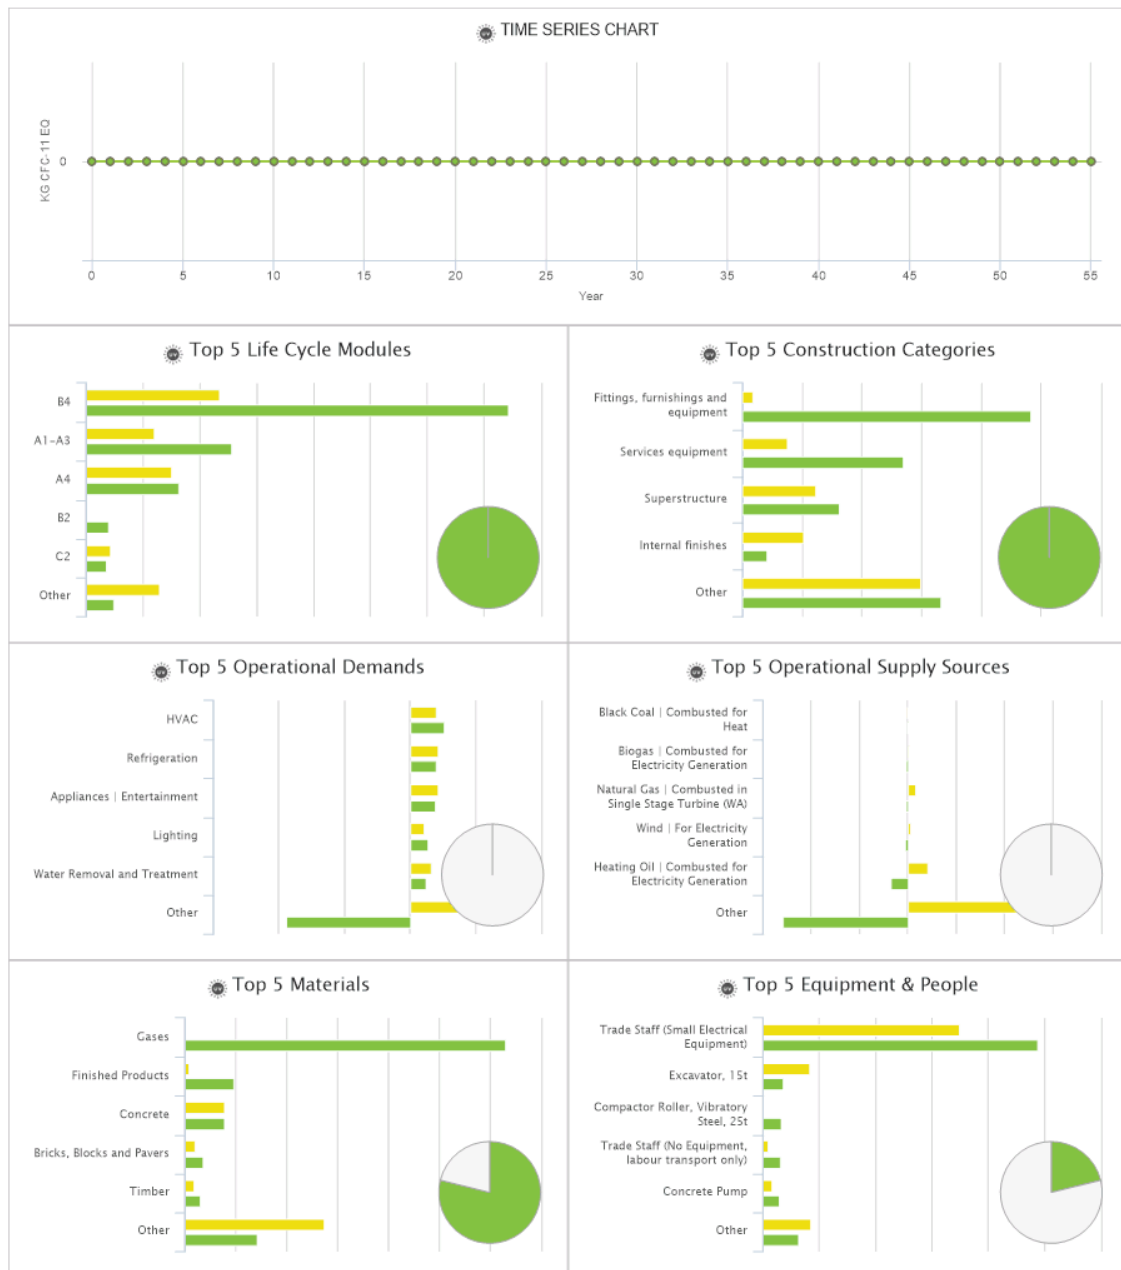 TIME SERIES CHART
KG CFC-11 EQ
0
0 5 10 15 20 25 30 35 40 45 50 55
Year
Top 5 Life Cycle Modules
B4
A1-A3
A4
B2
C2
Other
Top 5 Construction Categories
Fittings, furnishings and
equipment
Services equipment
Superstructure
Internal finishes
Other
Top 5 Operational Demands
HVAC
Refrigeration
Appliances | Entertainment
Lighting
Water Removal and Treatment
Other
Top 5 Operational Supply Sources
Black Coal | Combusted for
Heat
Biogas | Combusted for
Electricity Generation
Natural Gas | Combusted in
Single Stage Turbine (WA)
Wind | For Electricity
Generation
Heating Oil | Combusted for
Electricity Generation
Other
Top 5 Materials
Gases
Finished Products
Concrete
Bricks, Blocks and Pavers
Timber
Other
Top 5 Equipment & People
Trade Staff (Small Electrical
Equipment)
Excavator, 15t
Compactor Roller, Vibratory
Steel, 25t
Trade Staff (No Equipment,
labour transport only)
Concrete Pump
Other